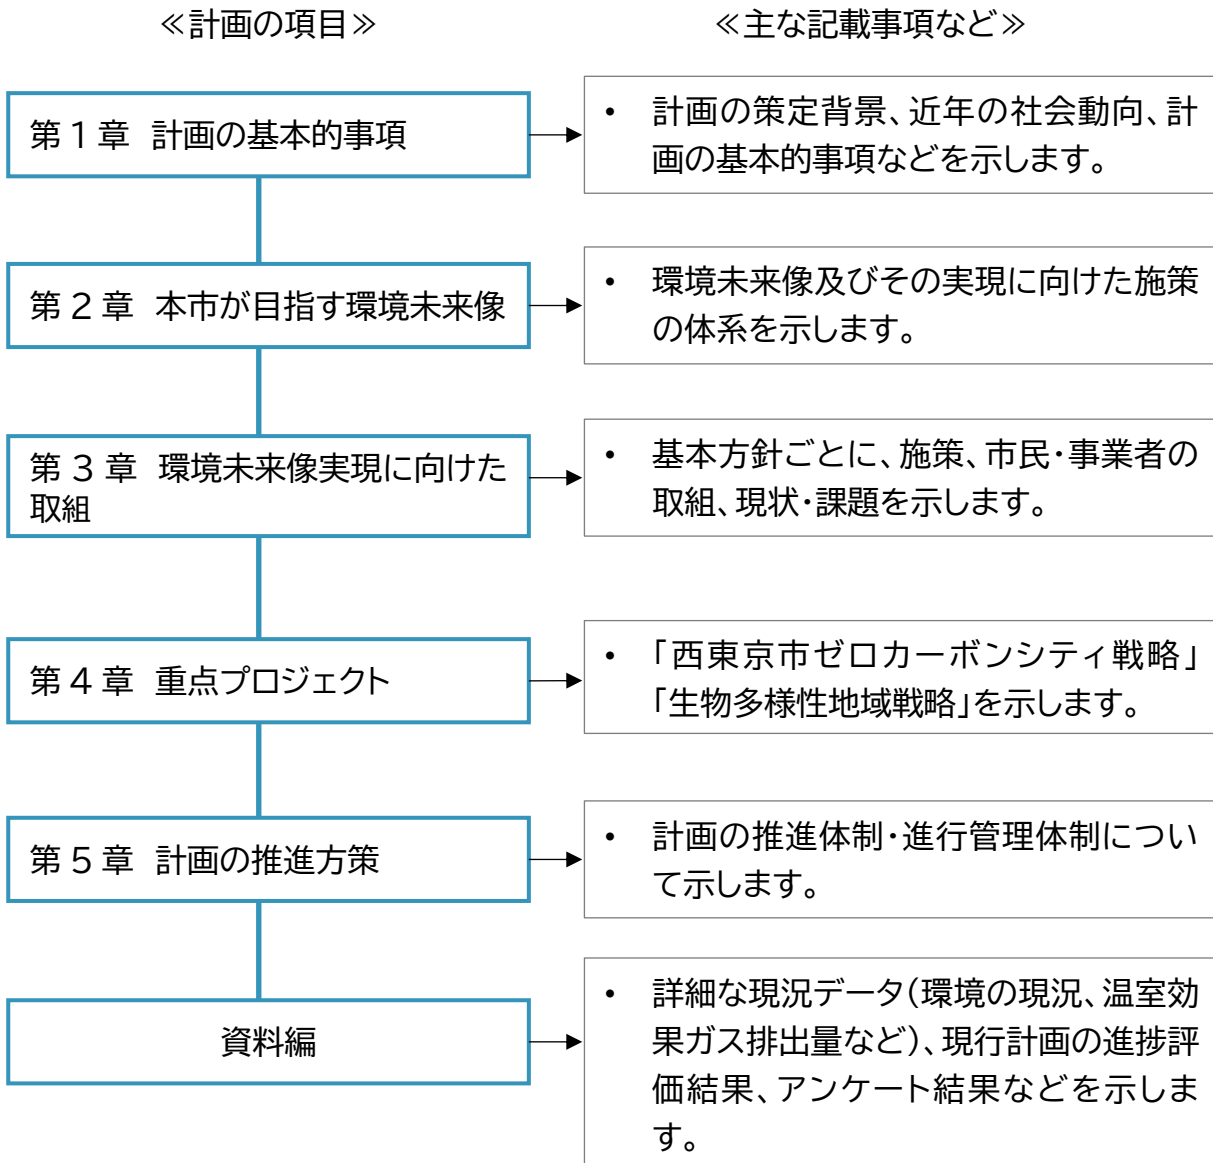 ≪計画の項目≫
≪主な記載事項など≫
第1章 計画の基本的事項
• 計画の策定背景、近年の社会動向、計
画の基本的事項などを示します。
第2章 本市が目指す環境未来像
• 環境未来像及びその実現に向けた施策
の体系を示します。
第3章 環境未来像実現に向けた
取組
• 基本方針ごとに、施策、市民・事業者の
取組、現状・課題を示します。
第4章 重点プロジェクト
• 「西東京市ゼロカーボンシティ戦略」
「生物多様性地域戦略」を示します。
第5章 計画の推進方策
• 計画の推進体制・進行管理体制につい
て示します。
資料編
• 詳細な現況データ(環境の現況、温室効
果ガス排出量など)、現行計画の進捗評
価結果、アンケート結果などを示しま
す。